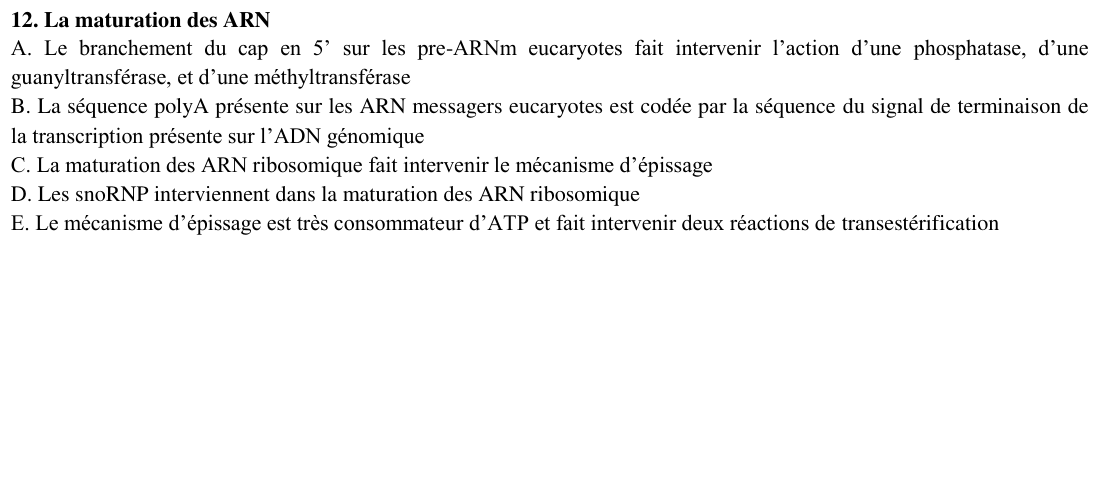 12. La maturation des ARN
A. Le branchement du cap en 5’ sur les pre-ARNm eucaryotes fait intervenir l’action d’une phosphatase, d’une
guanyltransférase, et d’une méthyltransférase
B. La séquence polyA présente sur les ARN messagers eucaryotes est codée par la séquence du signal de terminaison de
la transcription présente sur l’ADN génomique
C. La maturation des ARN ribosomique fait intervenir le mécanisme d’épissage
D. Les snoRNP interviennent dans la maturation des ARN ribosomique
E. Le mécanisme d’épissage est très consommateur d’ATP et fait intervenir deux réactions de transestérification